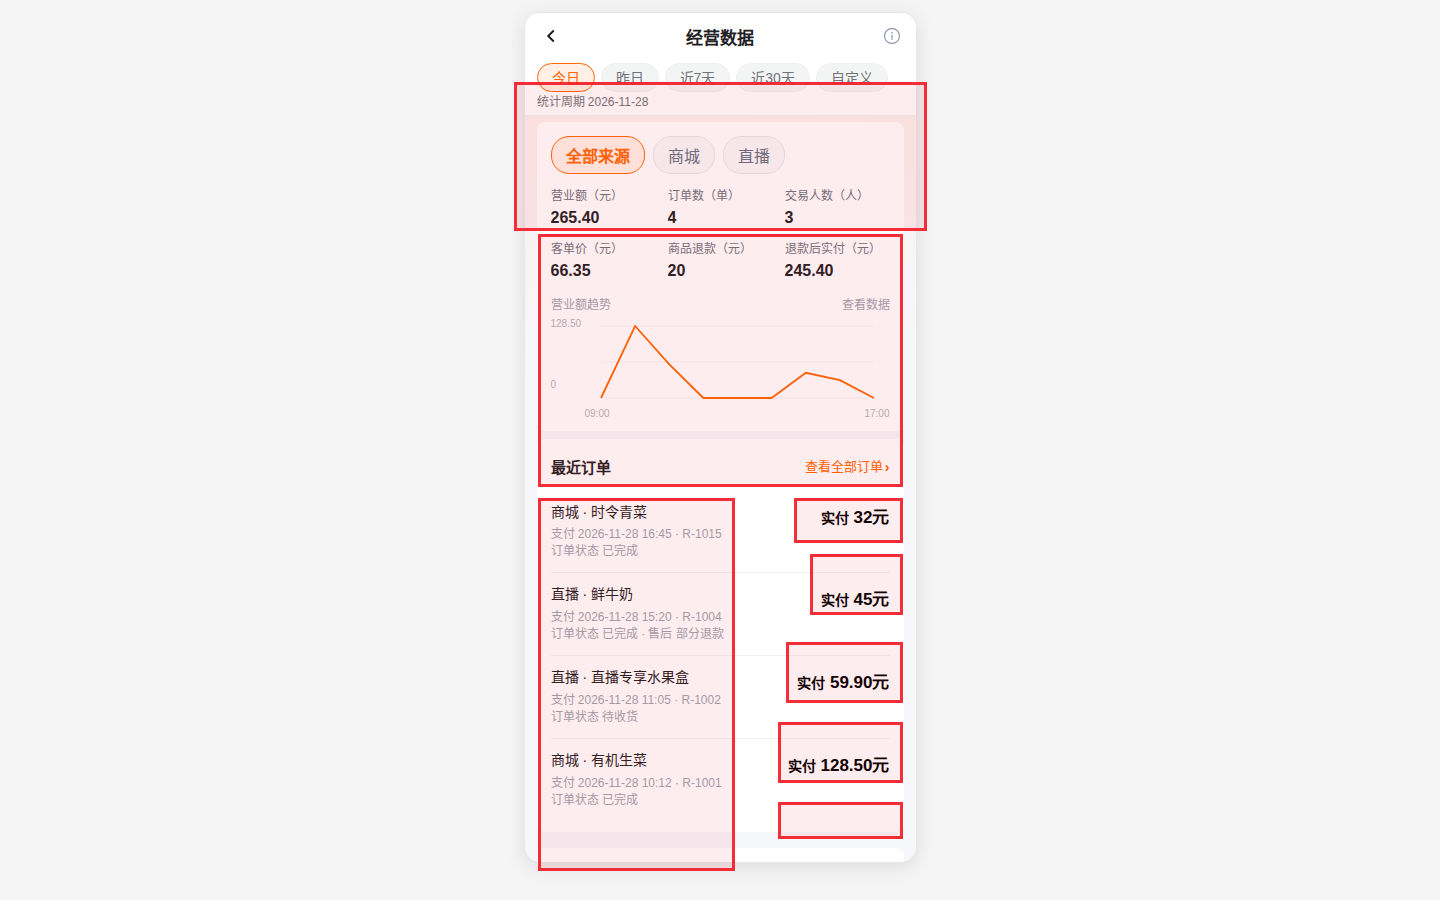 经营数据
今日 昨日 近7天 近30天 自定义
统计周期 2026-11-28
全部来源 商城 直播
营业额（元） 订单数（单） 交易人数（人）
265.40 4 3
客单价（元） 商品退款（元） 退款后实付（元）
66.35 20 245.40
营业额趋势 查看数据
128.50
0
09:00 17:00
最近订单 查看全部订单›
商城 · 时令青菜
实付 32元
支付 2026-11-28 16:45 · R-1015
订单状态 已完成
直播 · 鲜牛奶
实付 45元
支付 2026-11-28 15:20 · R-1004
订单状态 已完成 · 售后 部分退款
直播 · 直播专享水果盒
实付 59.90元
支付 2026-11-28 11:05 · R-1002
订单状态 待收货
商城 · 有机生菜
实付 128.50元
支付 2026-11-28 10:12 · R-1001
订单状态 已完成